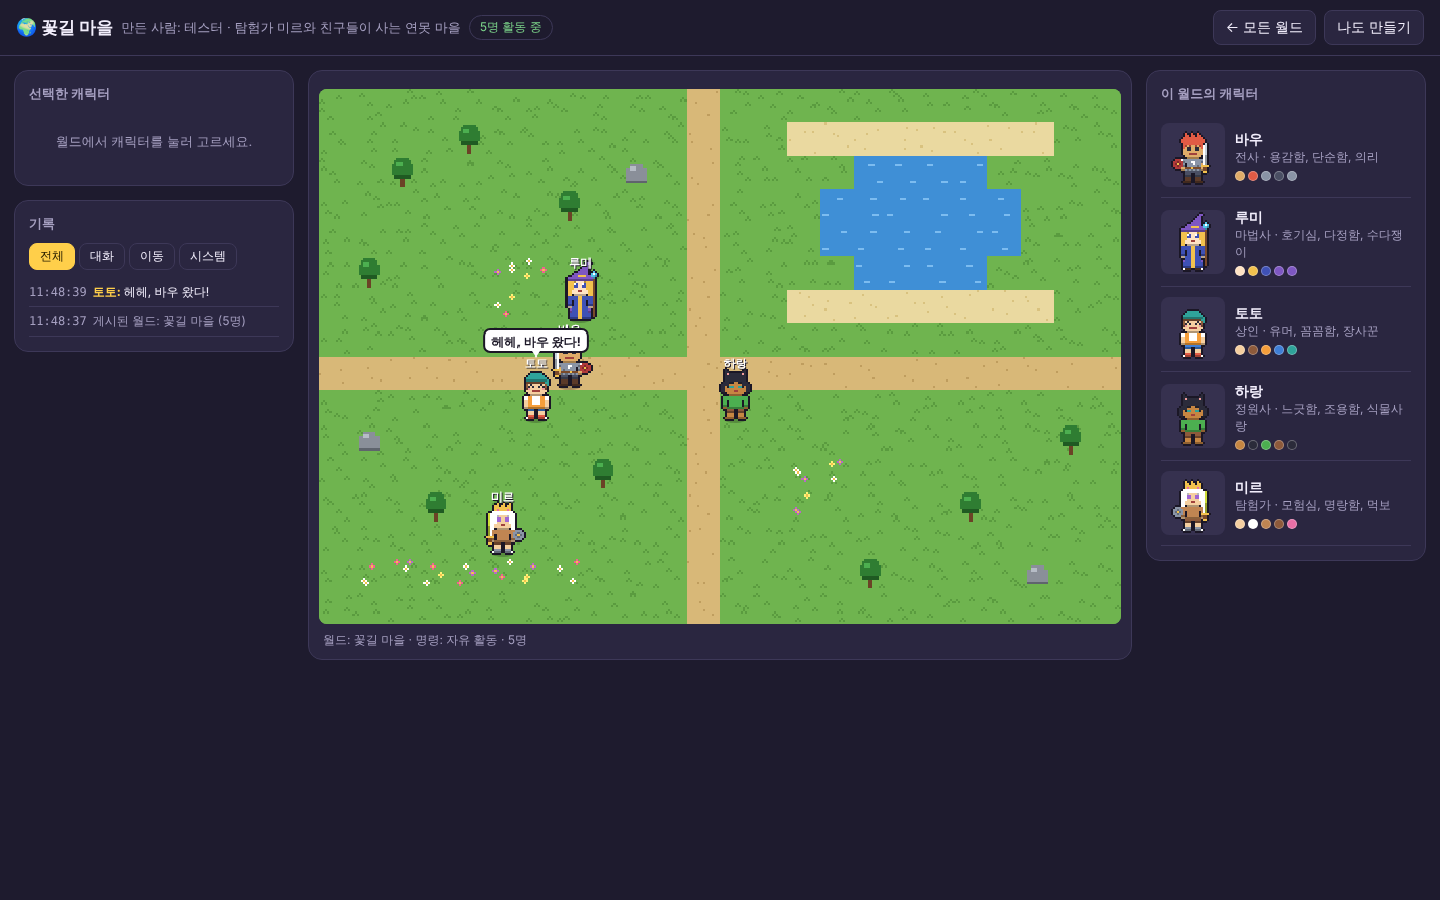 🌍 꽃길 마을 만든 사람: 테스터 · 탐험가 미르와 친구들이 사는 연못 마을 5명 활동 중
← 모든 월드 나도 만들기
선택한 캐릭터
월드에서 캐릭터를 눌러 고르세요.
기록
전체 대화 이동 시스템
11:48:39 토토: 헤헤, 바우 왔다!
11:48:37 게시된 월드: 꽃길 마을 (5명)
루미
헤헤, 바우 왔다!
토토
하랑
미르
월드: 꽃길 마을 · 명령: 자유 활동 · 5명
이 월드의 캐릭터
바우
전사 · 용감함, 단순함, 의리
루미
마법사 · 호기심, 다정함, 수다쟁
이
토토
상인 · 유머, 꼼꼼함, 장사꾼
하랑
정원사 · 느긋함, 조용함, 식물사
랑
미르
탐험가 · 모험심, 명랑함, 먹보